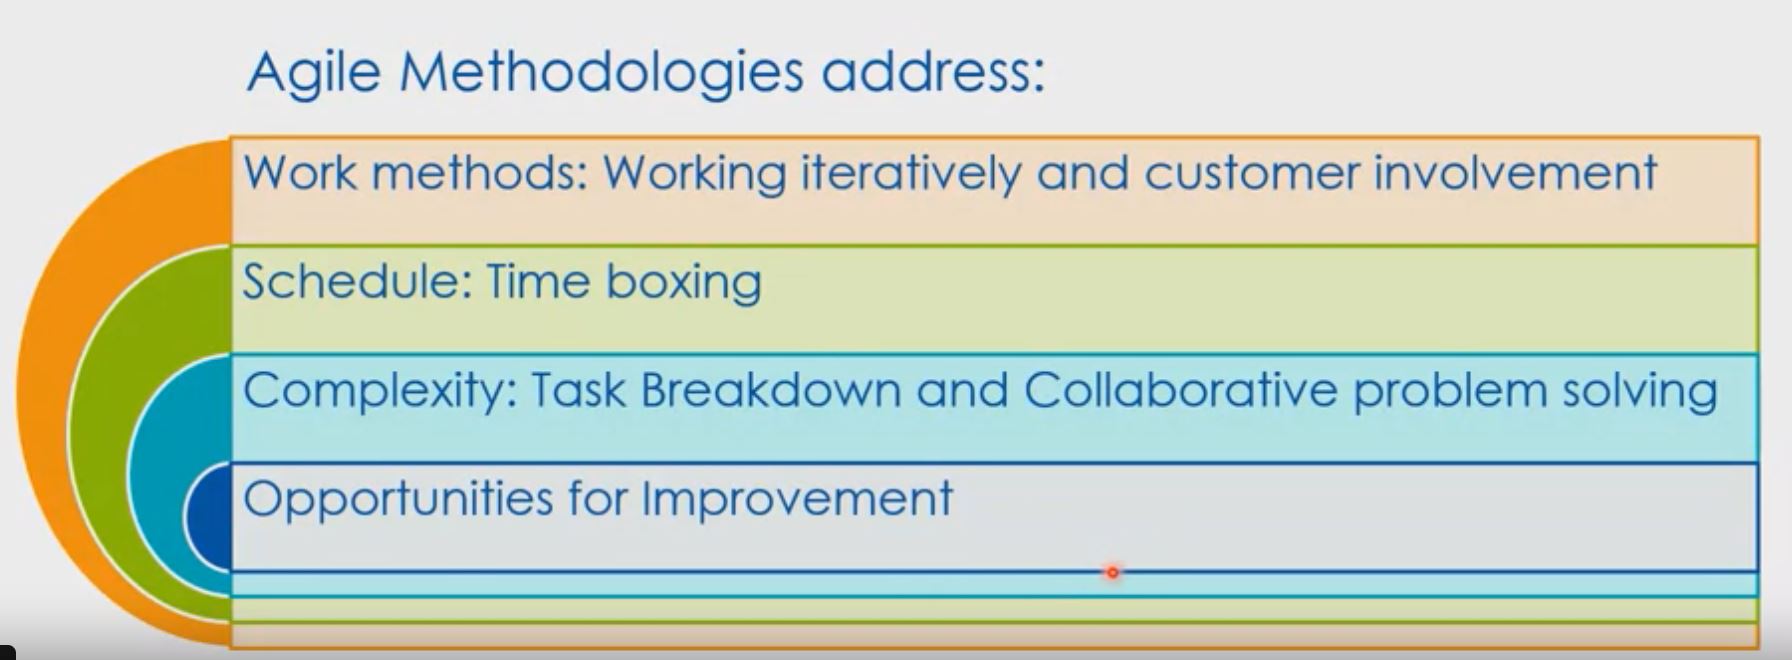 Agile Methodologies address:
Work methods: Working iteratively and customer involvement
Schedule: Time boxing
Complexity: Task Breakdown and Collaborative problem solving
Opportunities for Improvement